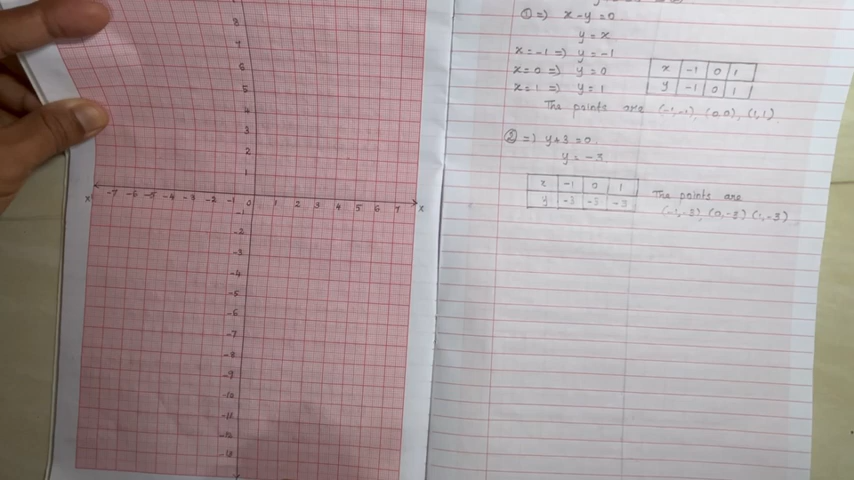 8
7
6
5
4
3
2
1
x' -7 -6 -5 -4 -3 -2 -1 0 1 2 3 4 5 6 7 x
-1
-2
-3
-4
-5
-6
-7
-8
-9
-10
-11
-12
-13
① => x-y=0
y=x
x=-1 => y=-1
x=0 => y=0
x=1 => y=1
x -1 0 1
y -1 0 1
The points are (-1,-1), (0,0), (1,1)
② => y+3=0
y=-3
x -1 0 1
y -3 -3 -3
The points are
(-1,-3), (0,-3) (1,-3)